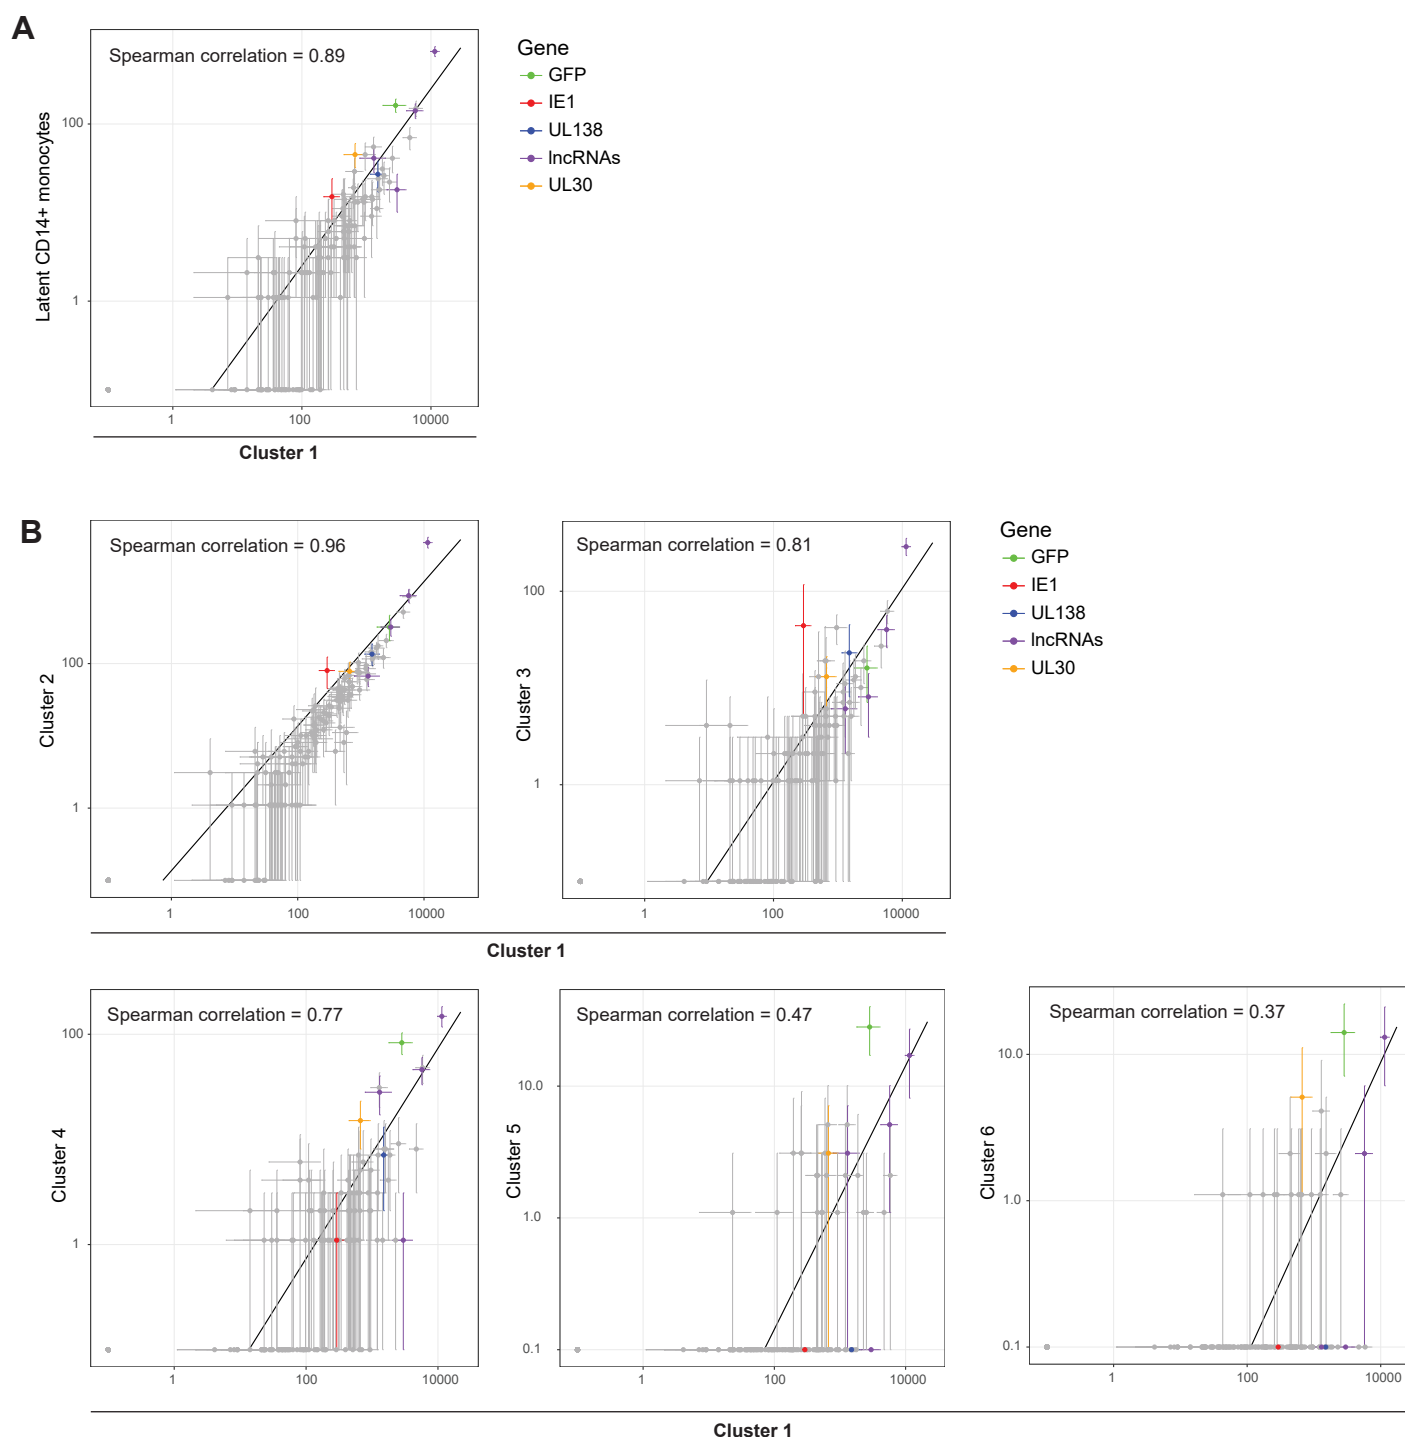 A
Spearman correlation = 0.89
Latent CD14+ monocytes
100
1
1
100
10000
Cluster 1
Gene
GFP
IE1
UL138
lncRNAs
UL30
B
Spearman correlation = 0.96
Cluster 2
100
1
1
100
10000
Spearman correlation = 0.81
Cluster 3
100
1
1
100
10000
Cluster 1
Gene
GFP
IE1
UL138
lncRNAs
UL30
Spearman correlation = 0.77
Cluster 4
100
1
1
100
10000
Spearman correlation = 0.47
Cluster 5
10.0
1.0
0.1
1
100
10000
Spearman correlation = 0.37
Cluster 6
10.0
1.0
0.1
1
100
10000
Cluster 1